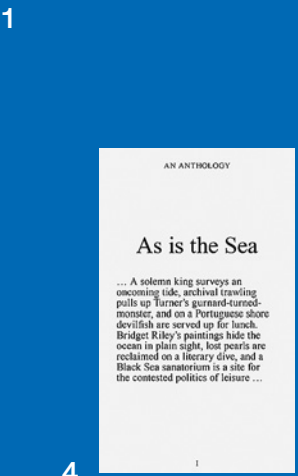 1
AN ANTHOLOGY
As is the Sea
… A solemn king surveys an
oncoming tide, archival trawling
pulls up Turner's gurnard-turned-
monster, and on a Portuguese shore
devilfish are served up for lunch.
Bridget Riley's paintings hide the
ocean in plain sight, lost pearls are
reclaimed on a literary dive, and a
Black Sea sanatorium is a site for
the contested politics of leisure …
1
4